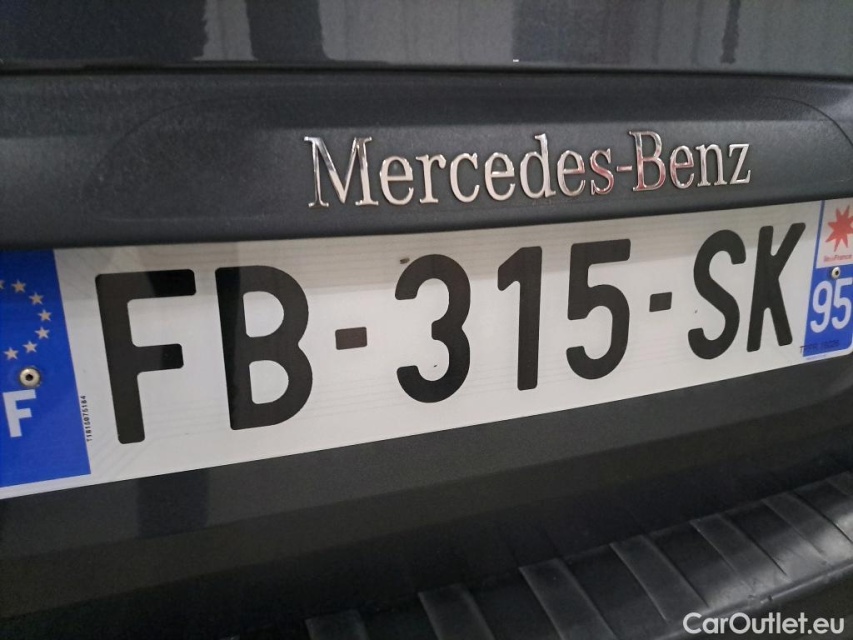 Mercedes-Benz
F
FB-315-SK
95
CarOutlet.eu